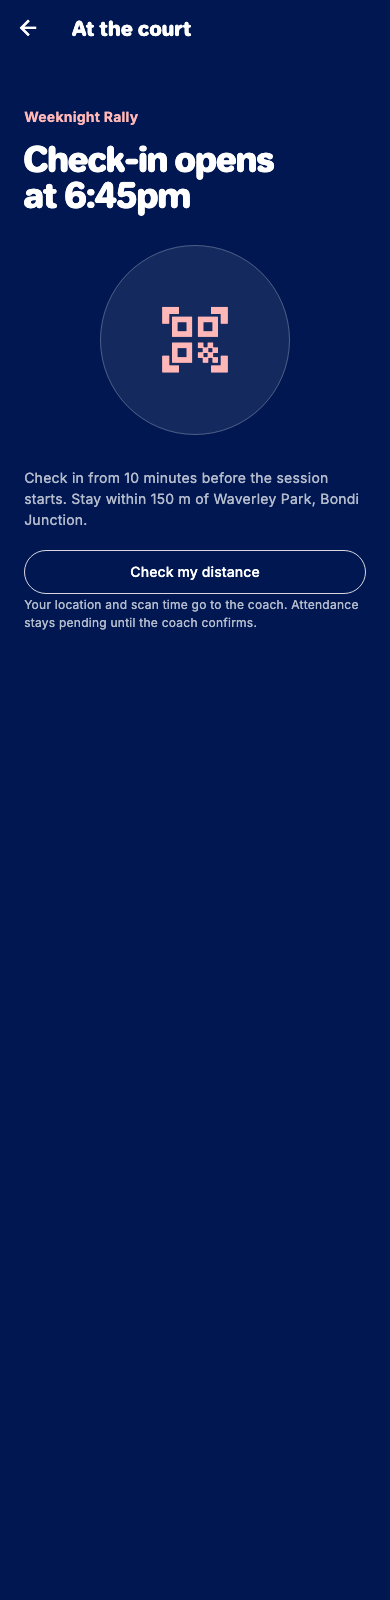 At the court
Weeknight Rally
Check-in opens
at 6:45pm
Check in from 10 minutes before the session
starts. Stay within 150 m of Waverley Park, Bondi
Junction.
Check my distance
Your location and scan time go to the coach. Attendance
stays pending until the coach confirms.